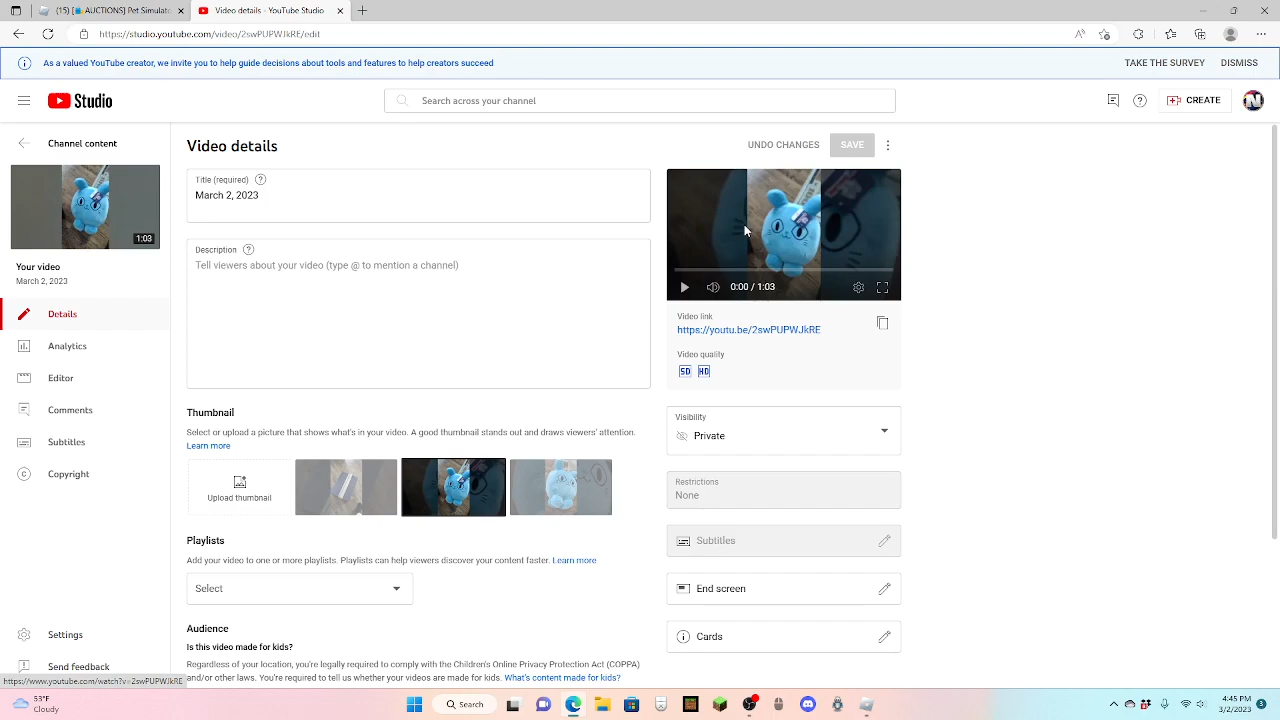 (15) [🔥AUCTIONS] Pet Simulat
Video details - YouTube Studio
https://studio.youtube.com/video/2swPUPWJkRE/edit
As a valued YouTube creator, we invite you to help guide decisions about tools and features to help creators succeed
TAKE THE SURVEY
DISMISS
Studio
Search across your channel
CREATE
Channel content
Video details
UNDO CHANGES
SAVE
Title (required)
March 2, 2023
1:03
Your video
March 2, 2023
Description
Tell viewers about your video (type @ to mention a channel)
0:00 / 1:03
Video link
https://youtu.be/2swPUPWJkRE
Video quality
SD HD
Details
Analytics
Editor
Comments
Subtitles
Copyright
Settings
Send feedback
Thumbnail
Select or upload a picture that shows what's in your video. A good thumbnail stands out and draws viewers' attention.
Learn more
Upload thumbnail
Visibility
Private
Restrictions
None
Subtitles
End screen
Cards
Playlists
Add your video to one or more playlists. Playlists can help viewers discover your content faster. Learn more
Select
Audience
Is this video made for kids?
Regardless of your location, you're legally required to comply with the Children's Online Privacy Protection Act (COPPA)
and/or other laws. You're required to tell us whether your videos are made for kids. What's content made for kids?
https://www.youtube.com/watch?v=2swPUPWJkRE
53°F
Cloudy
Search
4:45 PM
3/2/2023